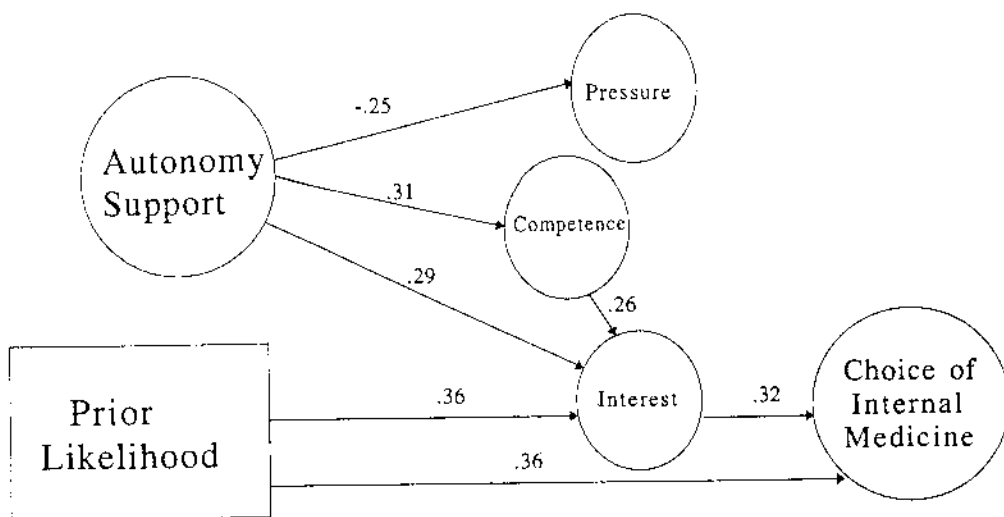 Pressure
-.25
Autonomy
Support
.31
Competence
.29
.26
Prior
Likelihood
.36
Interest
.32
Choice of
Internal
Medicine
.36